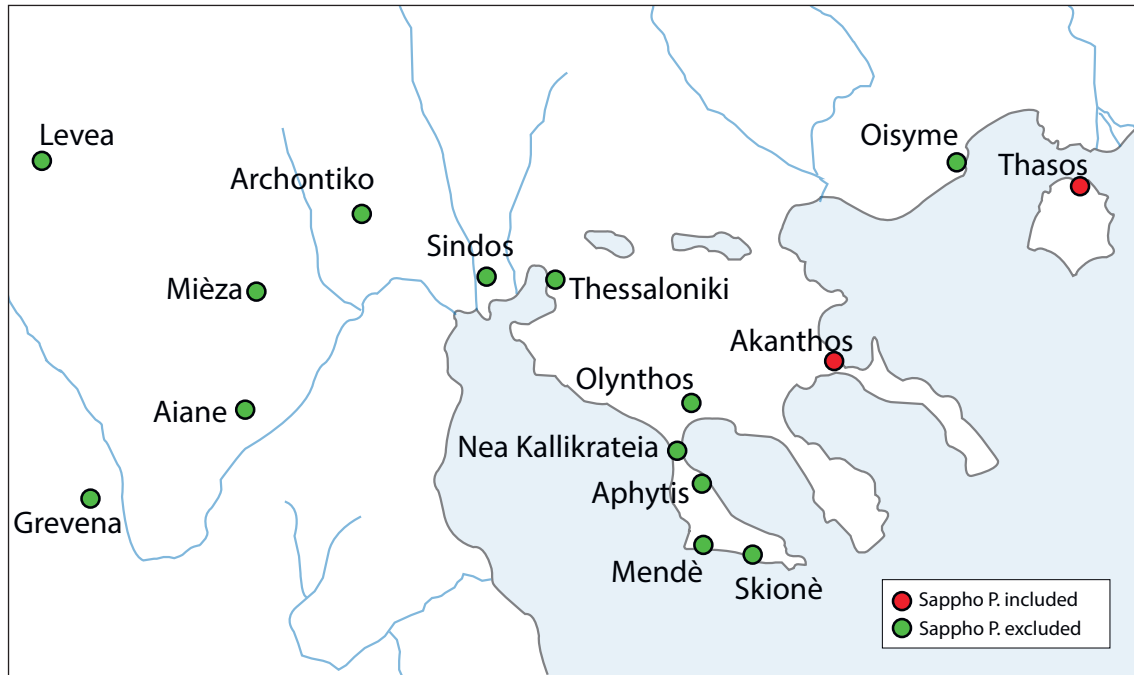 Levea
Oisyme
Thasos
Archontiko
Sindos
Mièza
Thessaloniki
Akanthos
Olynthos
Aiane
Nea Kallikrateia
Aphytis
Grevena
Mendè
Skionè
Sappho P. included
Sappho P. excluded